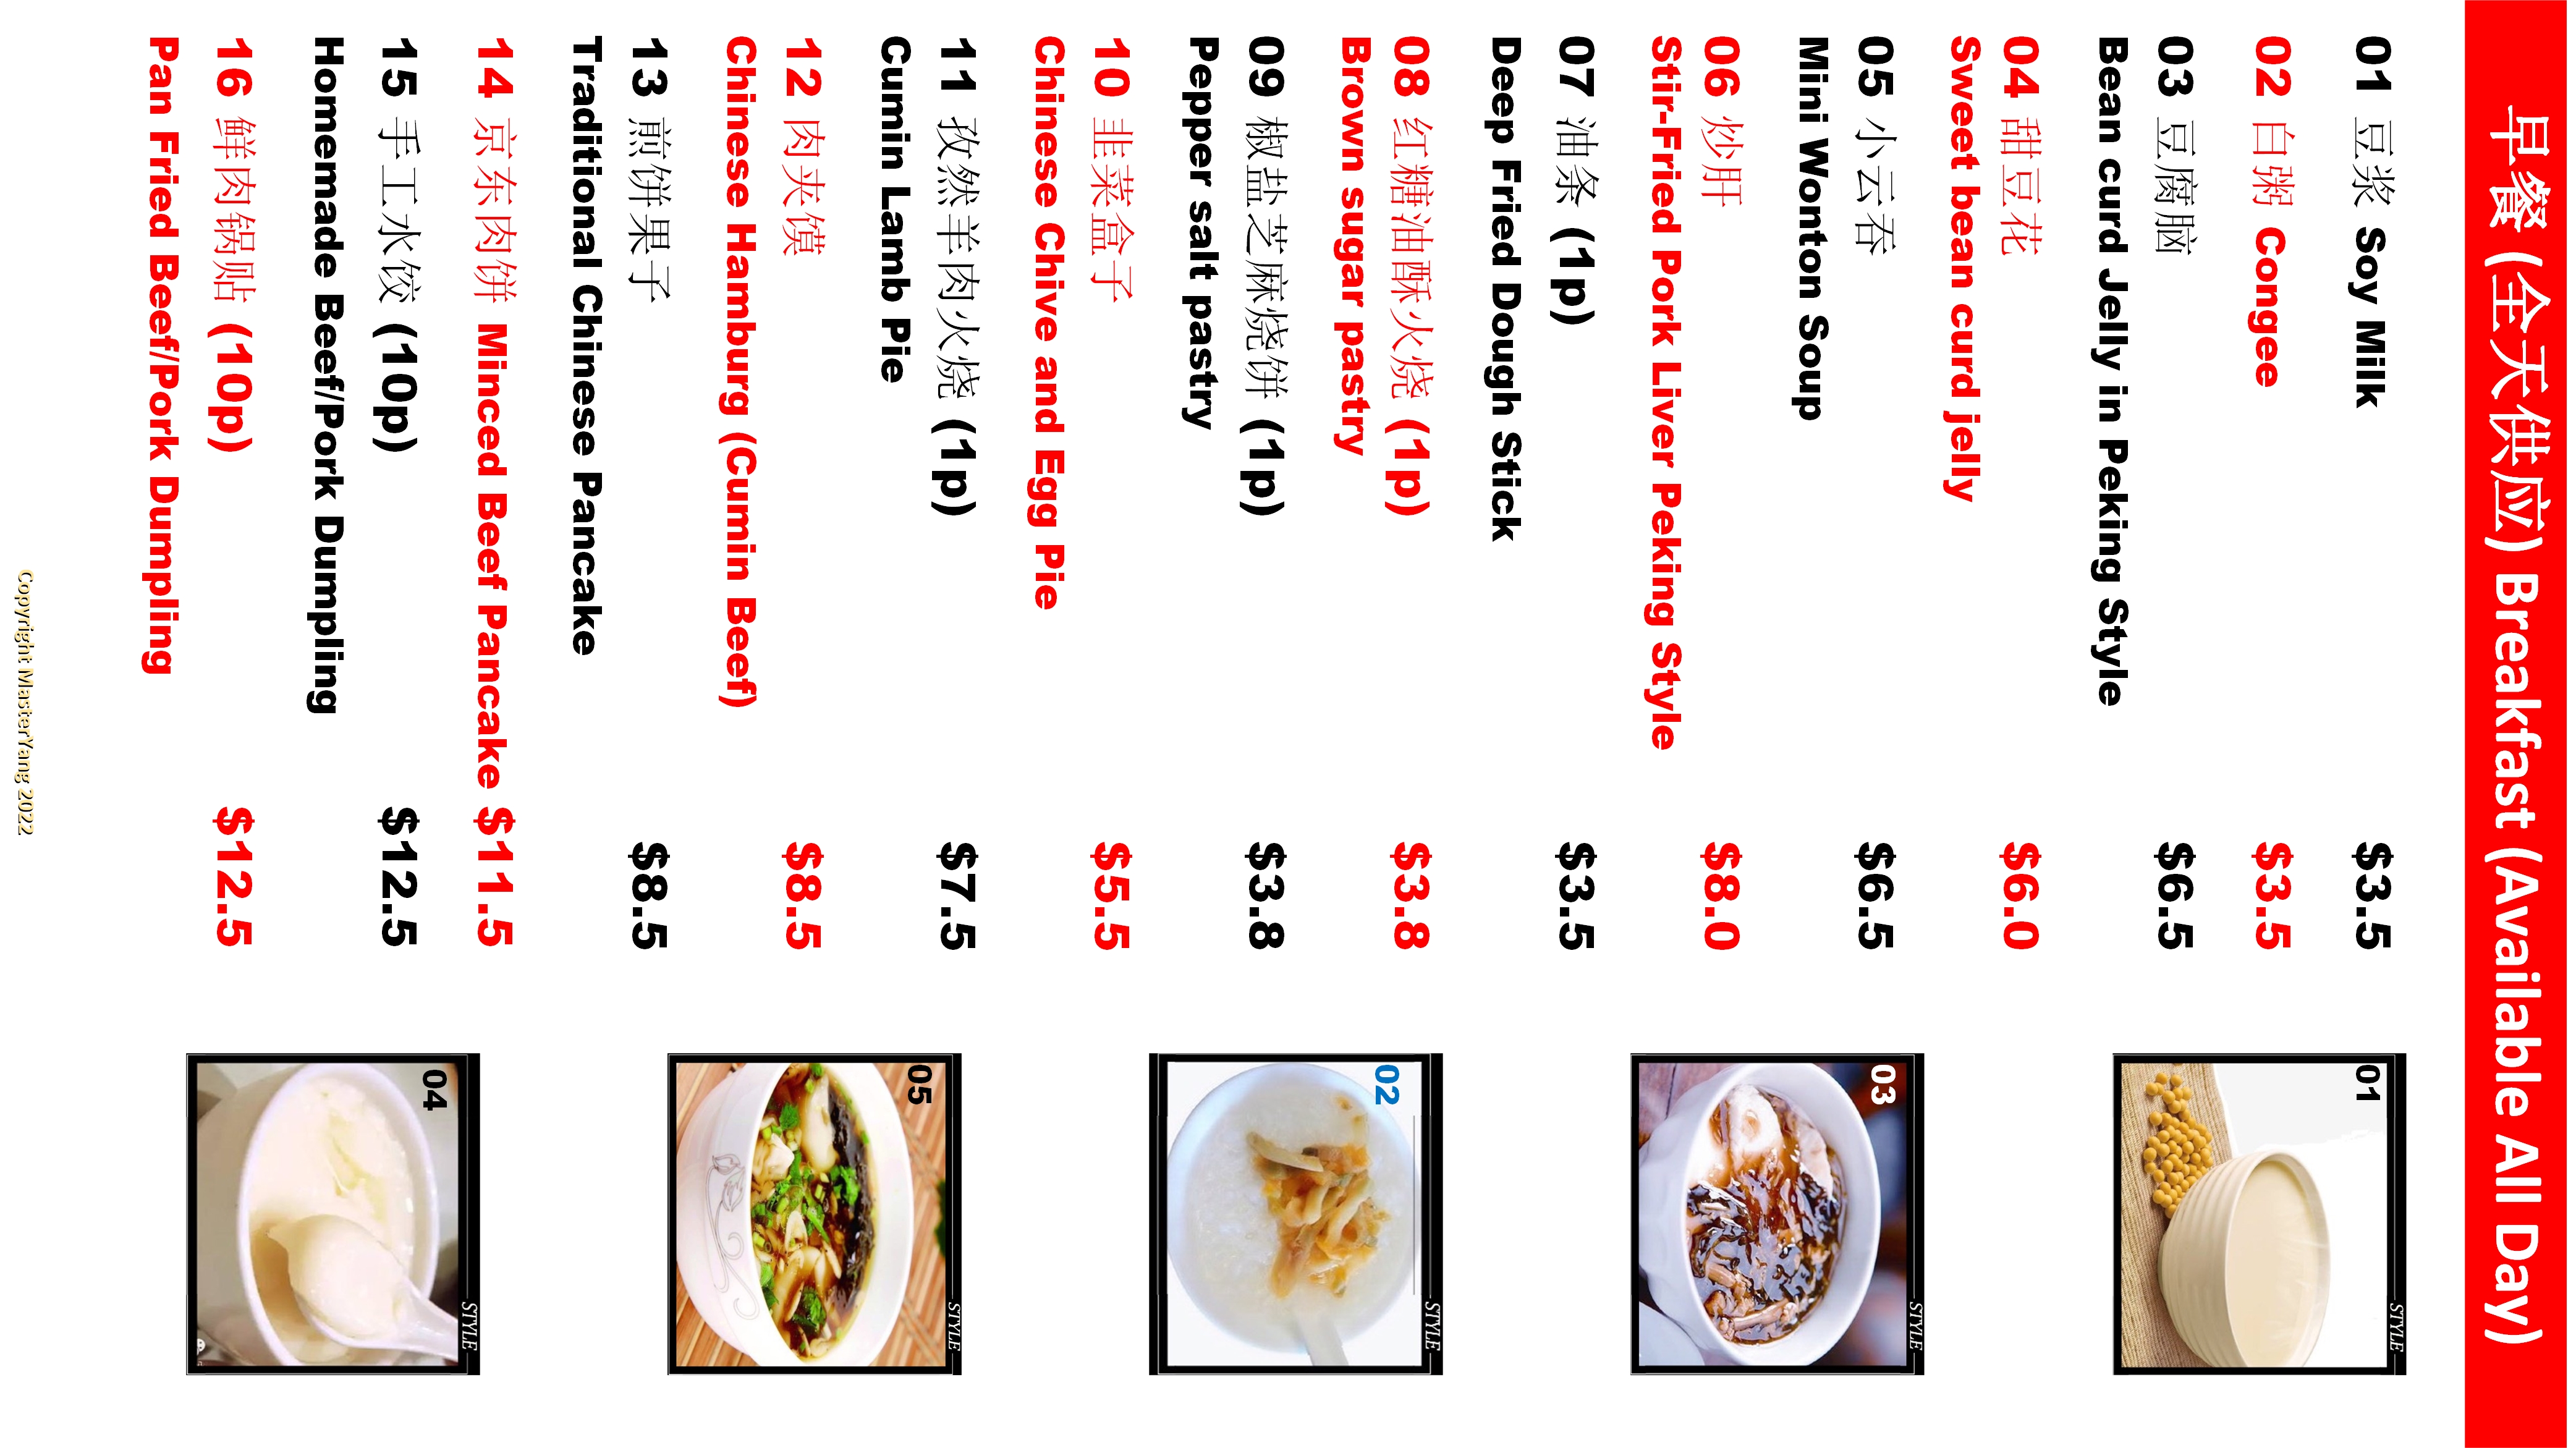 早餐 (全天供应) Breakfast (Available All Day)
01 豆浆 Soy Milk $3.5
02 白粥 Congee $3.5
03 豆腐脑 $6.5
Bean curd Jelly in Peking Style
04 甜豆花 $6.0
Sweet bean curd jelly
05 小云吞 $6.5
Mini Wonton Soup
06 炒肝 $8.0
Stir-Fried Pork Liver Peking Style
07 油条 (1p) $3.5
Deep Fried Dough Stick
08 红糖油酥火烧 (1p) $3.8
Brown sugar pastry
09 椒盐芝麻烧饼 (1p) $3.8
Pepper salt pastry
10 韭菜盒子 $5.5
Chinese Chive and Egg Pie
11 孜然羊肉火烧 (1p) $7.5
Cumin Lamb Pie
12 肉夹馍 $8.5
Chinese Hamburg (Cumin Beef)
13 煎饼果子 $8.5
Traditional Chinese Pancake
14 京东肉饼 Minced Beef Pancake $11.5
15 手工水饺 (10p) $12.5
Homemade Beef/Pork Dumpling
16 鲜肉锅贴 (10p) $12.5
Pan Fried Beef/Pork Dumpling
01
STYLE
03
STYLE
02
STYLE
05
STYLE
04
STYLE
Copyright MasterYang 2022